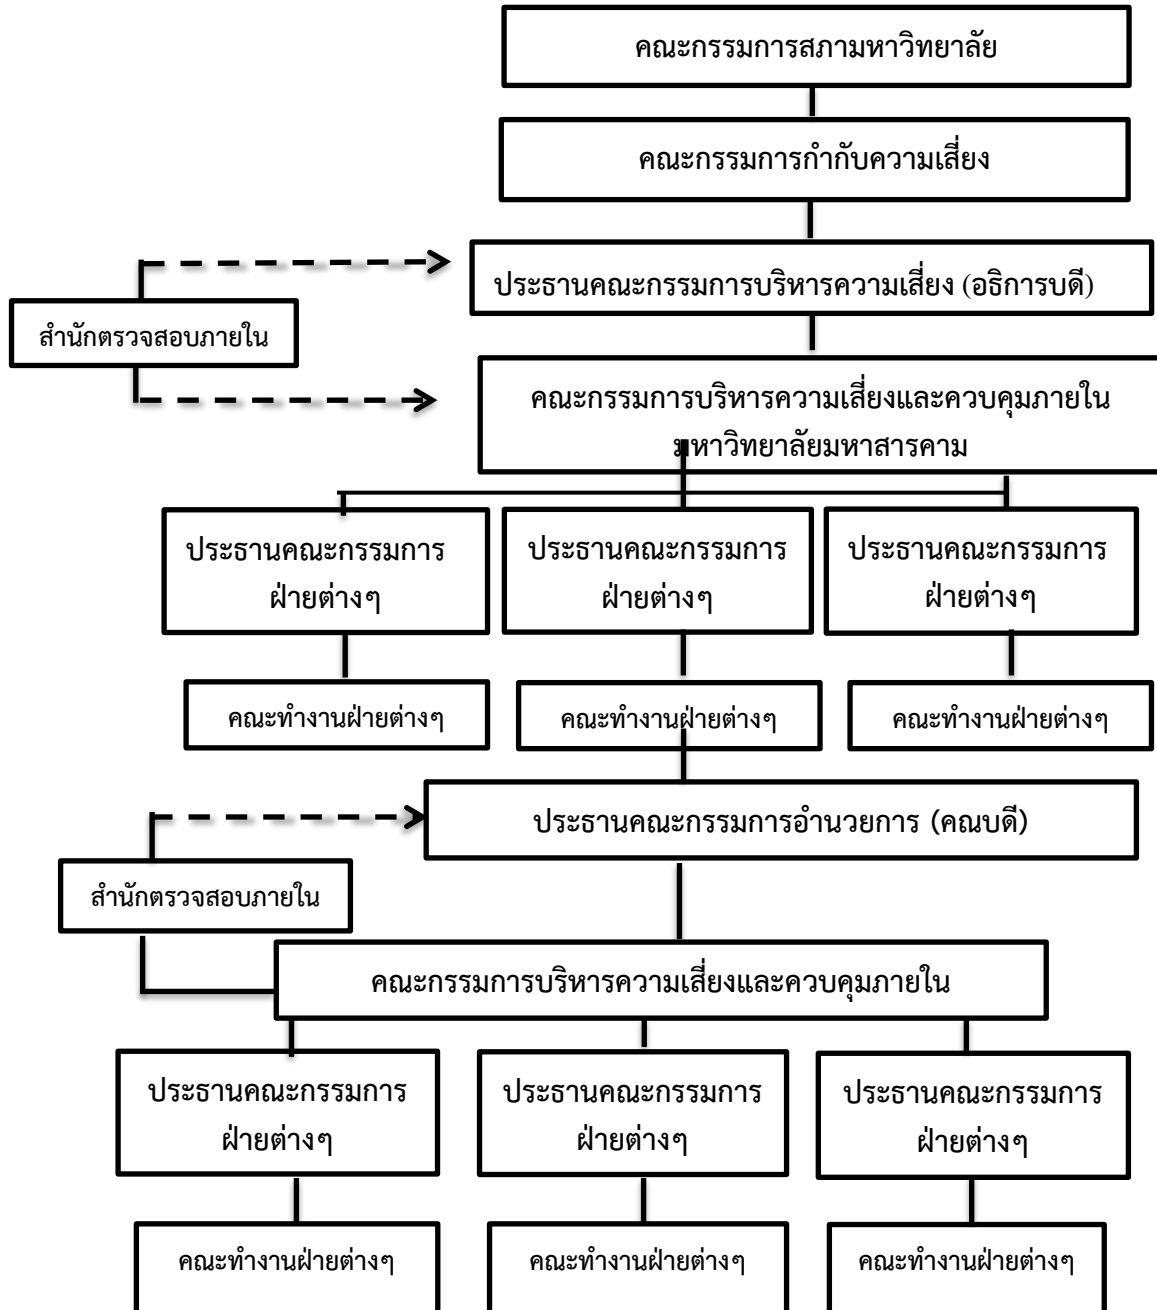 คณะกรรมการสภามหาวิทยาลัย
คณะกรรมการกำกับความเสี่ยง
ประธานคณะกรรมการบริหารความเสี่ยง (อธิการบดี)
สำนักตรวจสอบภายใน
คณะกรรมการบริหารความเสี่ยงและควบคุมภายใน
มหาวิทยาลัยมหาสารคาม
ประธานคณะกรรมการ
ฝ่ายต่างๆ
ประธานคณะกรรมการ
ฝ่ายต่างๆ
ประธานคณะกรรมการ
ฝ่ายต่างๆ
คณะทำงานฝ่ายต่างๆ
คณะทำงานฝ่ายต่างๆ
คณะทำงานฝ่ายต่างๆ
ประธานคณะกรรมการอำนวยการ (คณบดี)
สำนักตรวจสอบภายใน
คณะกรรมการบริหารความเสี่ยงและควบคุมภายใน
ประธานคณะกรรมการ
ฝ่ายต่างๆ
ประธานคณะกรรมการ
ฝ่ายต่างๆ
ประธานคณะกรรมการ
ฝ่ายต่างๆ
คณะทำงานฝ่ายต่างๆ
คณะทำงานฝ่ายต่างๆ
คณะทำงานฝ่ายต่างๆ